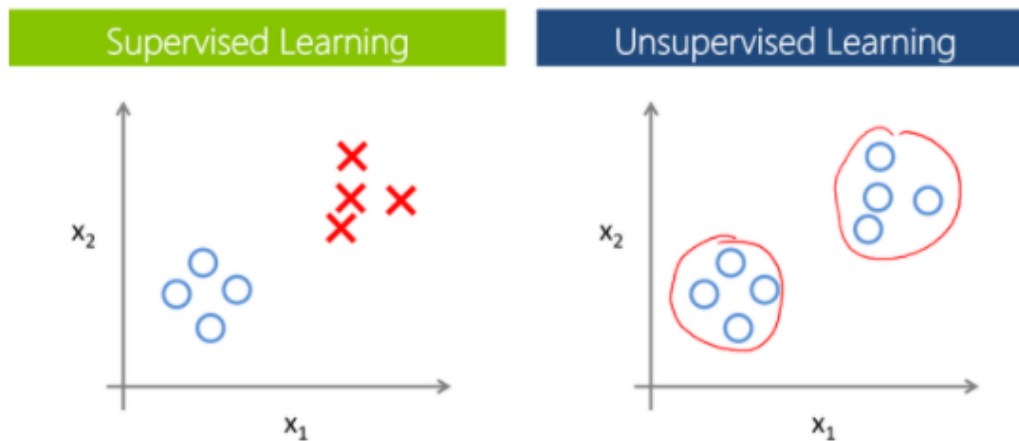 Supervised Learning
Unsupervised Learning
x₂
x₁
x₂
x₁